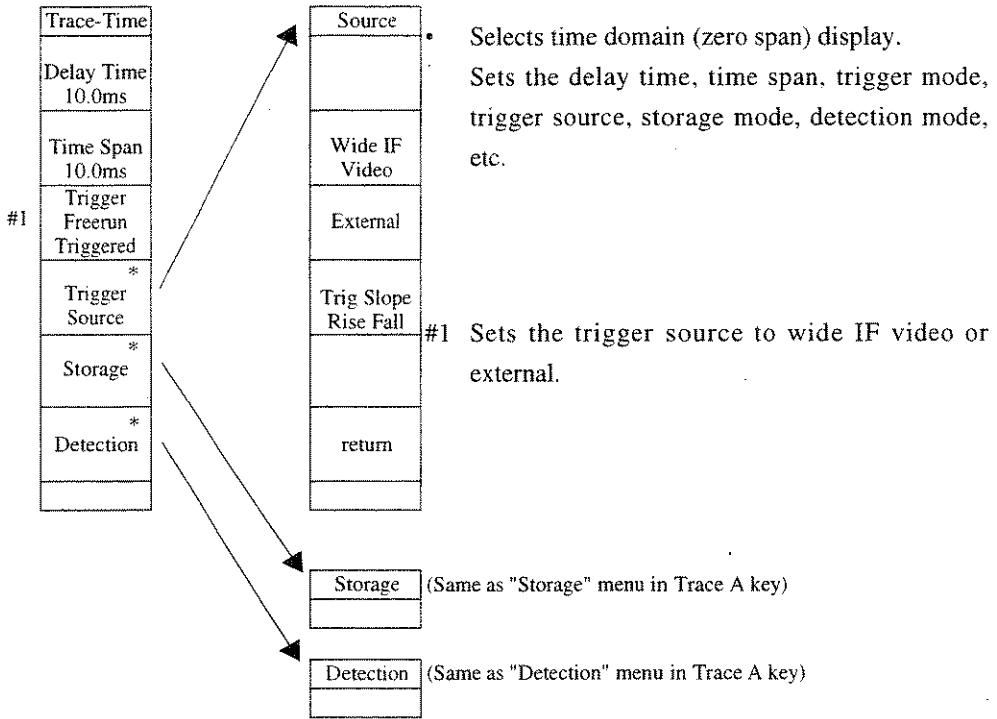 Trace-Time
Delay Time
10.0ms
Time Span
10.0ms
#1
Trigger
Freerun
Triggered
*
Trigger
Source
*
Storage
*
Detection
Source
Wide IF
Video
External
Trig Slope
Rise Fall
return
• Selects time domain (zero span) display.
Sets the delay time, time span, trigger mode,
trigger source, storage mode, detection mode,
etc.
#1 Sets the trigger source to wide IF video or
external.
Storage (Same as "Storage" menu in Trace A key)
Detection (Same as "Detection" menu in Trace A key)